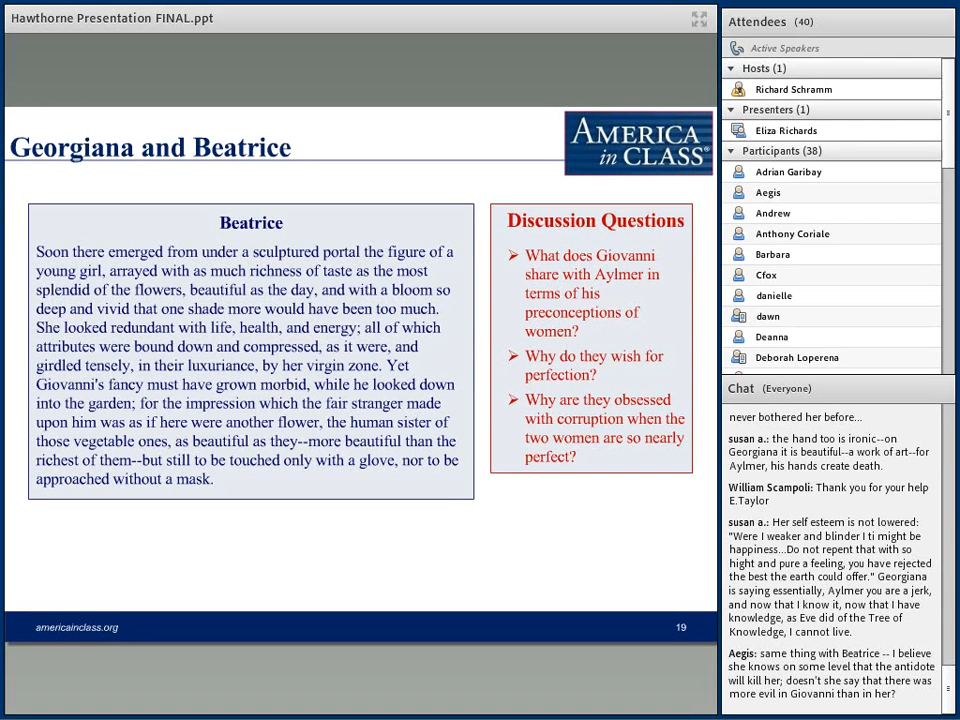 Hawthorne Presentation FINAL.ppt
Georgiana and Beatrice
AMERICA
in CLASS®
Beatrice
Soon there emerged from under a sculptured portal the figure of a
young girl, arrayed with as much richness of taste as the most
splendid of the flowers, beautiful as the day, and with a bloom so
deep and vivid that one shade more would have been too much.
She looked redundant with life, health, and energy; all of which
attributes were bound down and compressed, as it were, and
girdled tensely, in their luxuriance, by her virgin zone. Yet
Giovanni's fancy must have grown morbid, while he looked down
into the garden; for the impression which the fair stranger made
upon him was as if here were another flower, the human sister of
those vegetable ones, as beautiful as they--more beautiful than the
richest of them--but still to be touched only with a glove, nor to be
approached without a mask.
Discussion Questions
What does Giovanni
share with Aylmer in
terms of his
preconceptions of
women?
Why do they wish for
perfection?
Why are they obsessed
with corruption when the
two women are so nearly
perfect?
americainclass.org
19
Attendees (40)
Active Speakers
Hosts (1)
Richard Schramm
Presenters (1)
Eliza Richards
Participants (38)
Adrian Garibay
Aegis
Andrew
Anthony Coriale
Barbara
Cfox
danielle
dawn
Deanna
Deborah Loperena
Chat (Everyone)
never bothered her before...
susan a.: the hand too is ironic--on
Georgiana it is beautiful--a work of art--for
Aylmer, his hands create death.
William Scampoli: Thank you for your help
E.Taylor
susan a.: Her self esteem is not lowered:
"Were I weaker and blinder I ti might be
happiness...Do not repent that with so
hight and pure a feeling, you have rejected
the best the earth could offer." Georgiana
is saying essentially, Aylmer you are a jerk,
and now that I know it, now that I have
knowledge, as Eve did of the Tree of
Knowledge, I cannot live.
Aegis: same thing with Beatrice -- I believe
she knows on some level that the antidote
will kill her; doesn't she say that there was
more evil in Giovanni than in her?